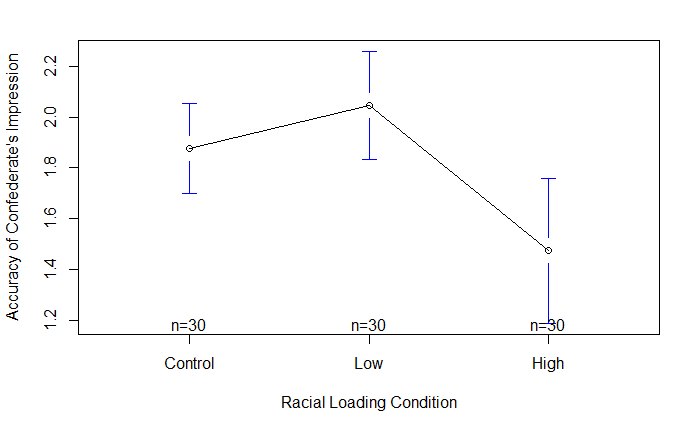 Accuracy of Confederate's Impression
2.2
2.0
1.8
1.6
1.4
1.2
n=30
n=30
n=30
Control
Low
High
Racial Loading Condition